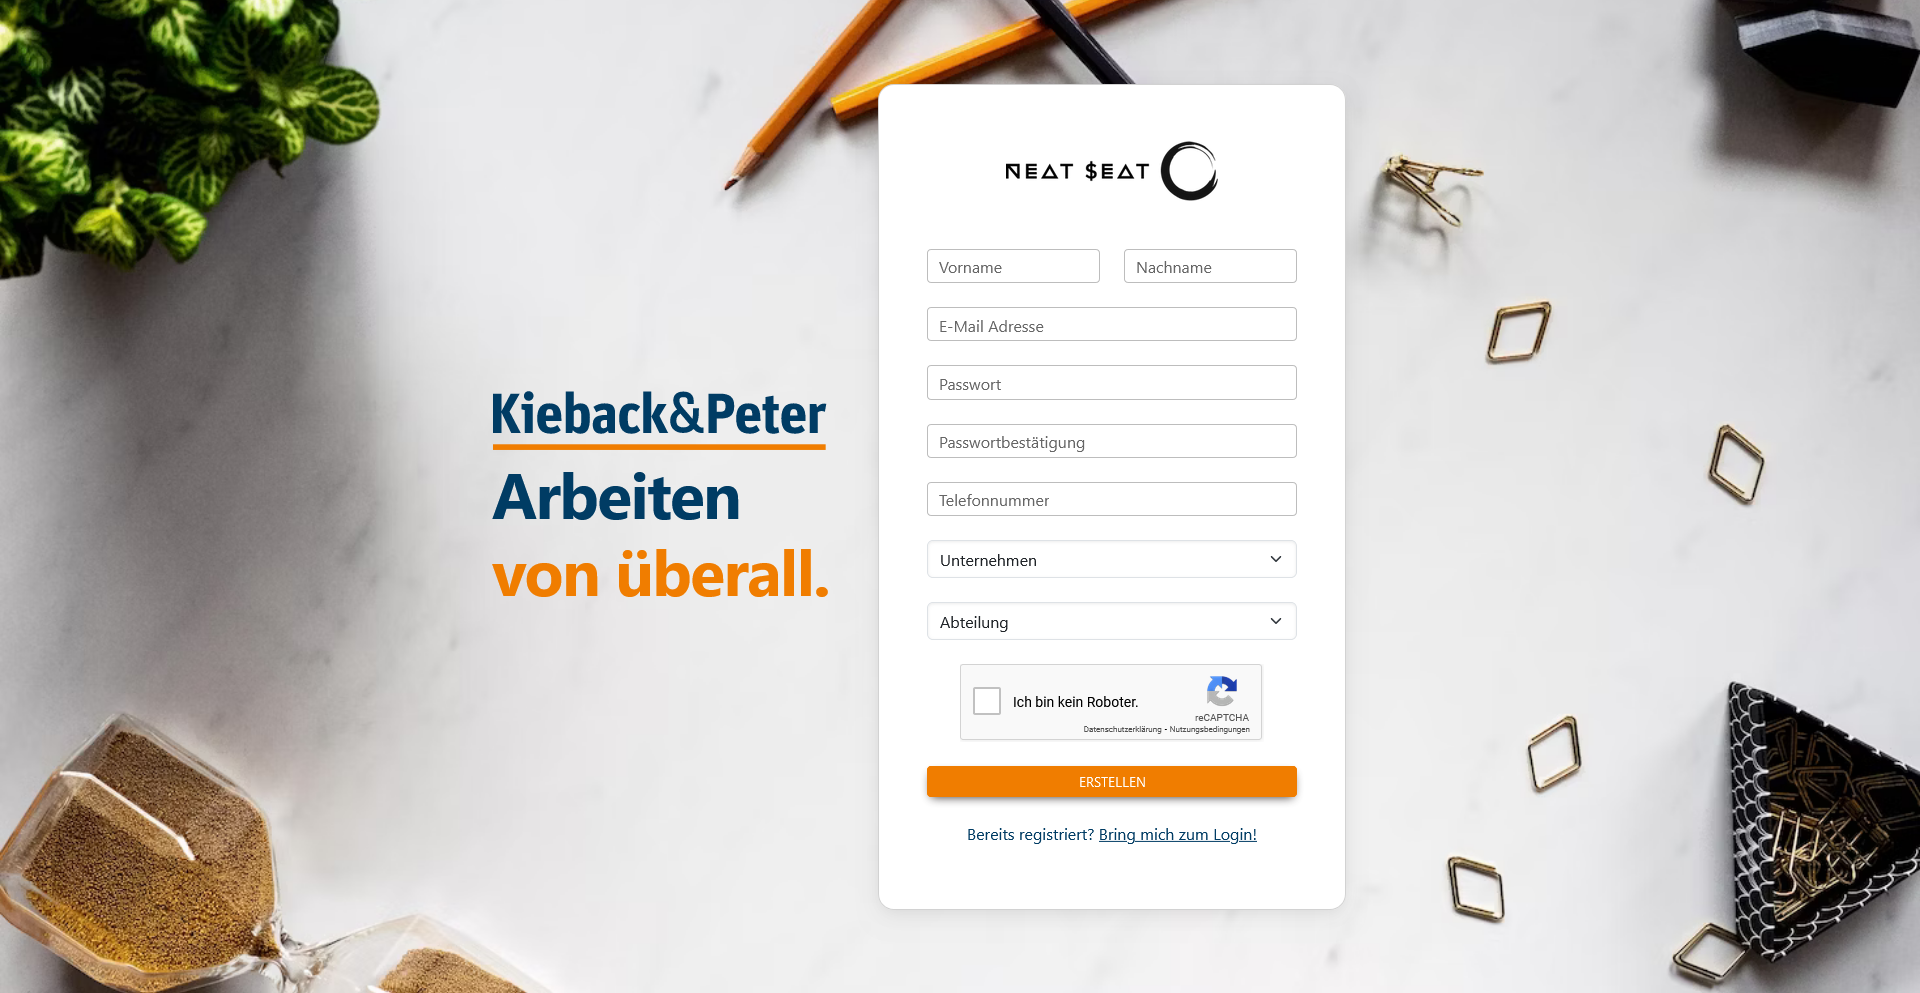 Kieback&Peter
Arbeiten
von überall.
NEAT SEAT
Vorname
Nachname
E-Mail Adresse
Passwort
Passwortbestätigung
Telefonnummer
Unternehmen
Abteilung
Ich bin kein Roboter.
reCAPTCHA
Datenschutzerklärung - Nutzungsbedingungen
ERSTELLEN
Bereits registriert? Bring mich zum Login!